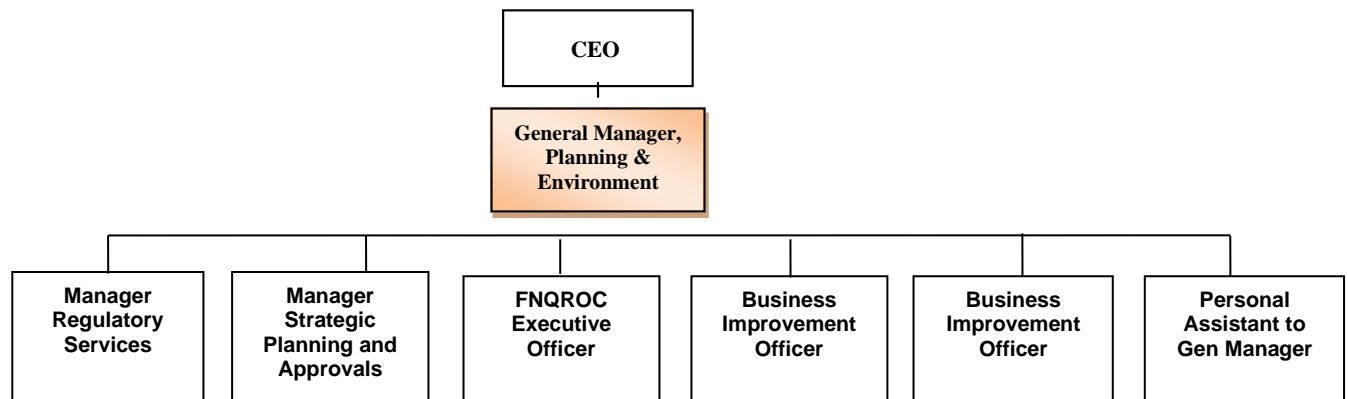 CEO
General Manager,
Planning &
Environment
Manager
Regulatory
Services
Manager
Strategic
Planning and
Approvals
FNQROC
Executive
Officer
Business
Improvement
Officer
Business
Improvement
Officer
Personal
Assistant to
Gen Manager